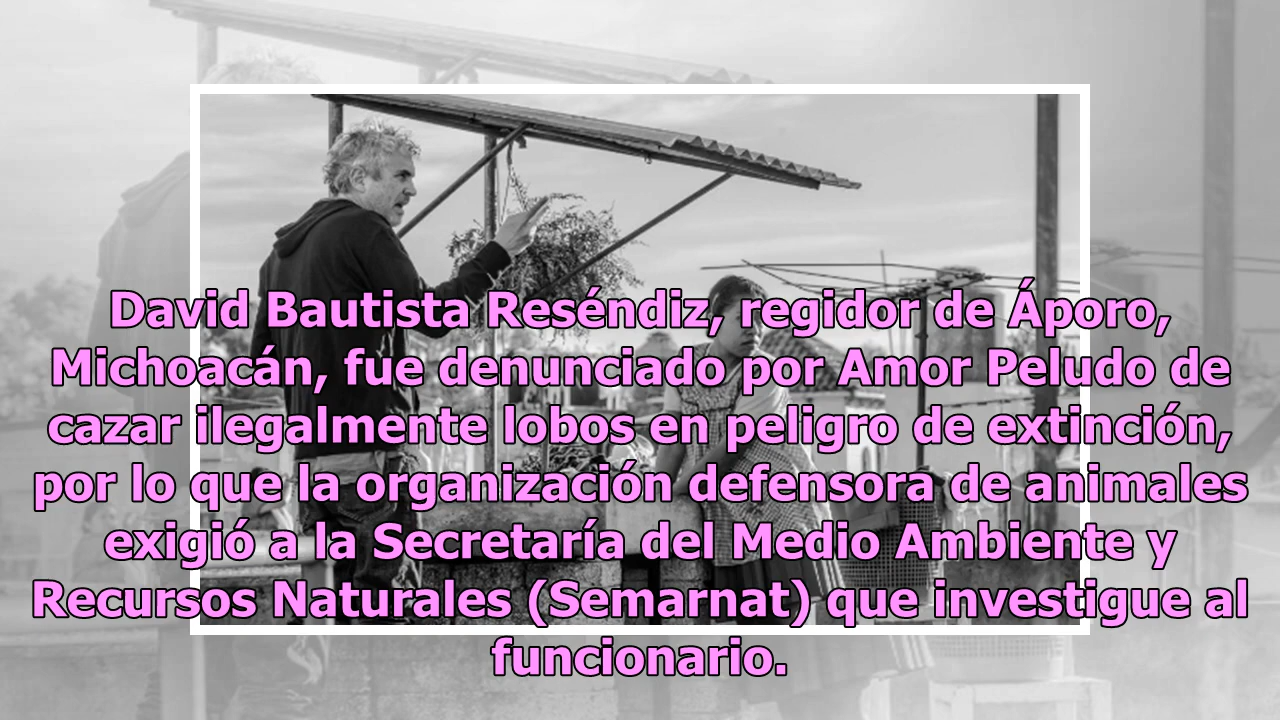 David Bautista Reséndiz, regidor de Áporo,
Michoacán, fue denunciado por Amor Peludo de
cazar ilegalmente lobos en peligro de extinción,
por lo que la organización defensora de animales
exigió a la Secretaría del Medio Ambiente y
Recursos Naturales (Semarnat) que investigue al
funcionario.